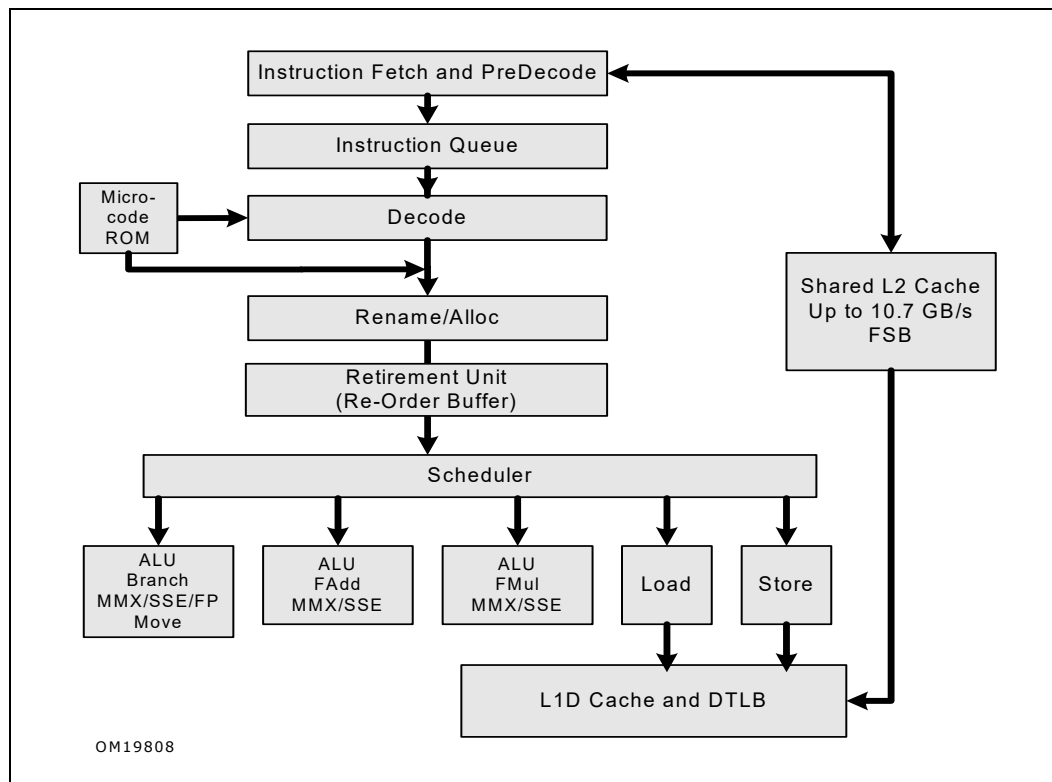 Instruction Fetch and PreDecode
Instruction Queue
Micro-
code
ROM
Decode
Shared L2 Cache
Up to 10.7 GB/s
FSB
Rename/Alloc
Retirement Unit
(Re-Order Buffer)
Scheduler
ALU
Branch
MMX/SSE/FP
Move
ALU
FAdd
MMX/SSE
ALU
FMul
MMX/SSE
Load
Store
L1D Cache and DTLB
OM19808